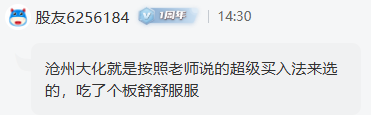 股友6256184 1周年 14:30
沧州大化就是按照老师说的超级买入法来选
的，吃了个板舒舒服服